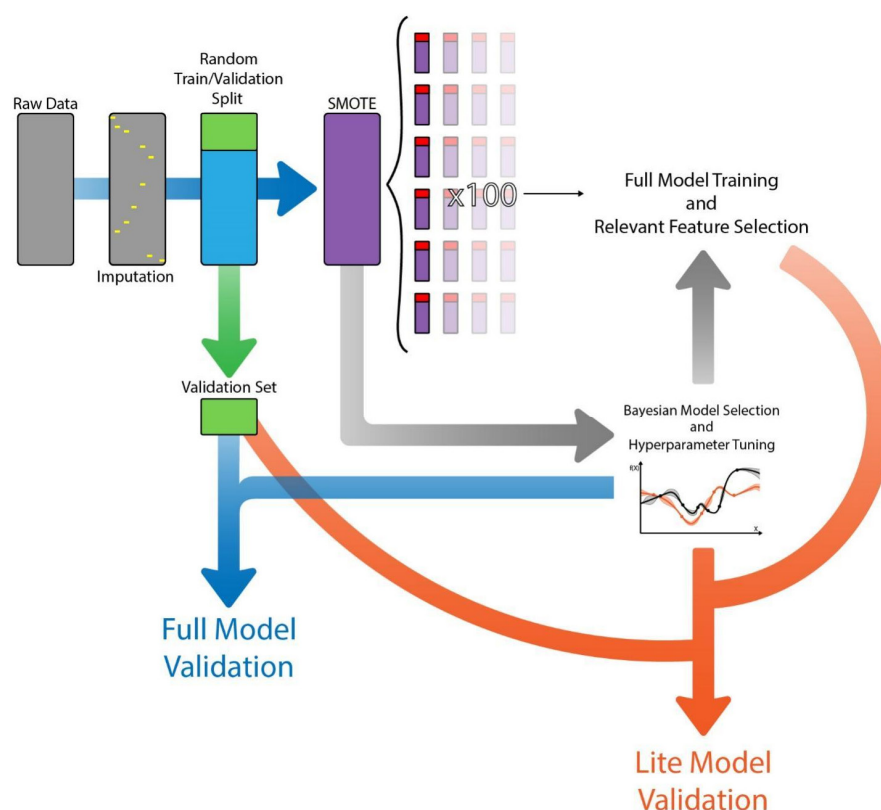 Random
Train/Validation
Split
Raw Data
SMOTE
Imputation
x100
Full Model Training
and
Relevant Feature Selection
Validation Set
Bayesian Model Selection
and
Hyperparameter Tuning
f(X)
X
Full Model
Validation
Lite Model
Validation